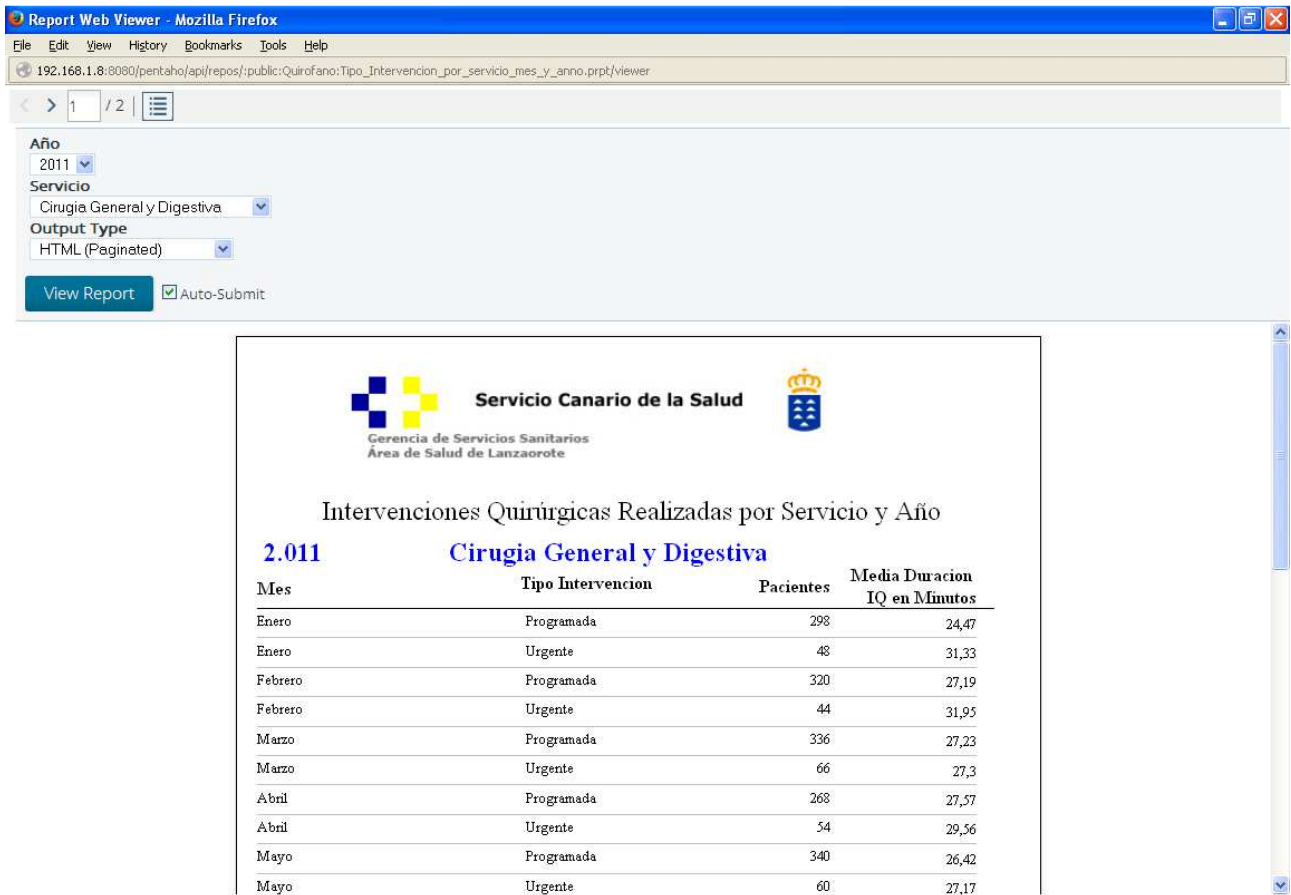 Report Web Viewer - Mozilla Firefox
File Edit View History Bookmarks Tools Help
192.168.1.8:8080/pentaho/api/repos/:public:Quirofano:Tipo_Intervencion_por_servicio_mes_y_anno.prpt/viewer
1 / 2
Año
2011
Servicio
Cirugia General y Digestiva
Output Type
HTML (Paginated)
View Report Auto-Submit
Servicio Canario de la Salud
Gerencia de Servicios Sanitarios
Área de Salud de Lanzaorote
Intervenciones Quirúrgicas Realizadas por Servicio y Año
2.011 Cirugia General y Digestiva
Mes Tipo Intervencion Pacientes Media Duracion IQ en Minutos
Enero Programada 298 24,47
Enero Urgente 48 31,33
Febrero Programada 320 27,19
Febrero Urgente 44 31,95
Marzo Programada 336 27,23
Marzo Urgente 66 27,3
Abril Programada 268 27,57
Abril Urgente 54 29,56
Mayo Programada 340 26,42
Mayo Urgente 60 27,17